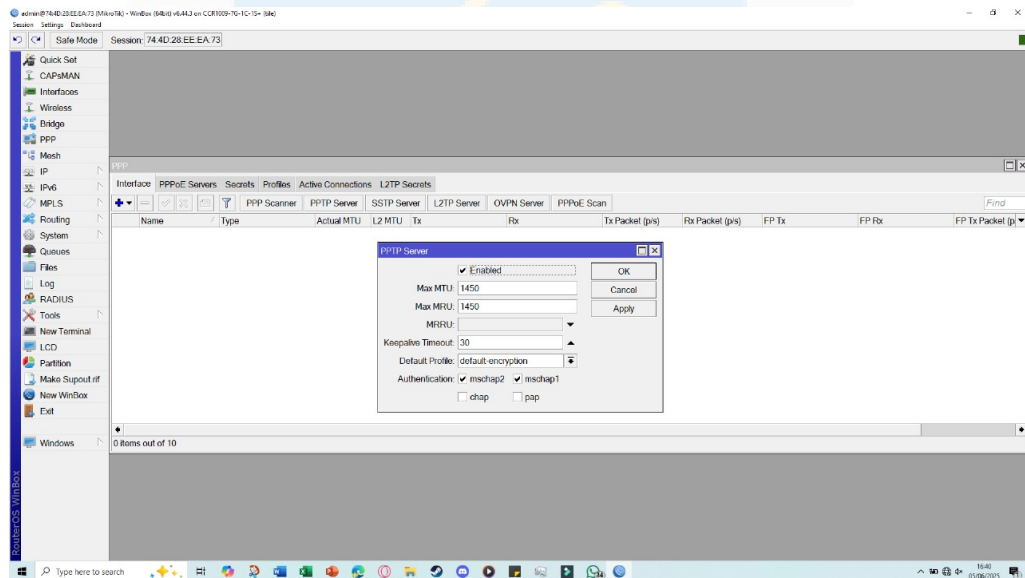 admin@74:4D:28:EE:EA:73 (MikroTik) - WinBox (64bit) v6.44.3 on CCR1009-7G-1C-1S+ (tile)
Session Settings Dashboard
Safe Mode Session: 74:4D:28:EE:EA:73
Quick Set
CAPsMAN
Interfaces
Wireless
Bridge
PPP
Mesh
IP
IPv6
MPLS
Routing
System
Queues
Files
Log
RADIUS
Tools
New Terminal
LCD
Partition
Make Supout.rif
New WinBox
Exit
Windows
RouterOS WinBox
PPP
Interface PPPoE Servers Secrets Profiles Active Connections L2TP Secrets
PPP Scanner PPTP Server SSTP Server L2TP Server OVPN Server PPPoE Scan Find
Name Type Actual MTU L2 MTU Tx Rx Tx Packet (p/s) Rx Packet (p/s) FP Tx FP Rx FP Tx Packet (p
PPTP Server
Enabled OK
Max MTU: 1450 Cancel
Max MRU: 1450 Apply
MRRU:
Keepalive Timeout: 30
Default Profile: default-encryption
Authentication: mschap2 mschap1
chap pap
0 items out of 10
Type here to search
16:40
05/06/2025